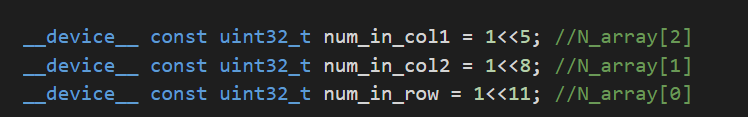 __device__ const uint32_t num_in_col1 = 1<<5; //N_array[2]
__device__ const uint32_t num_in_col2 = 1<<8; //N_array[1]
__device__ const uint32_t num_in_row = 1<<11; //N_array[0]